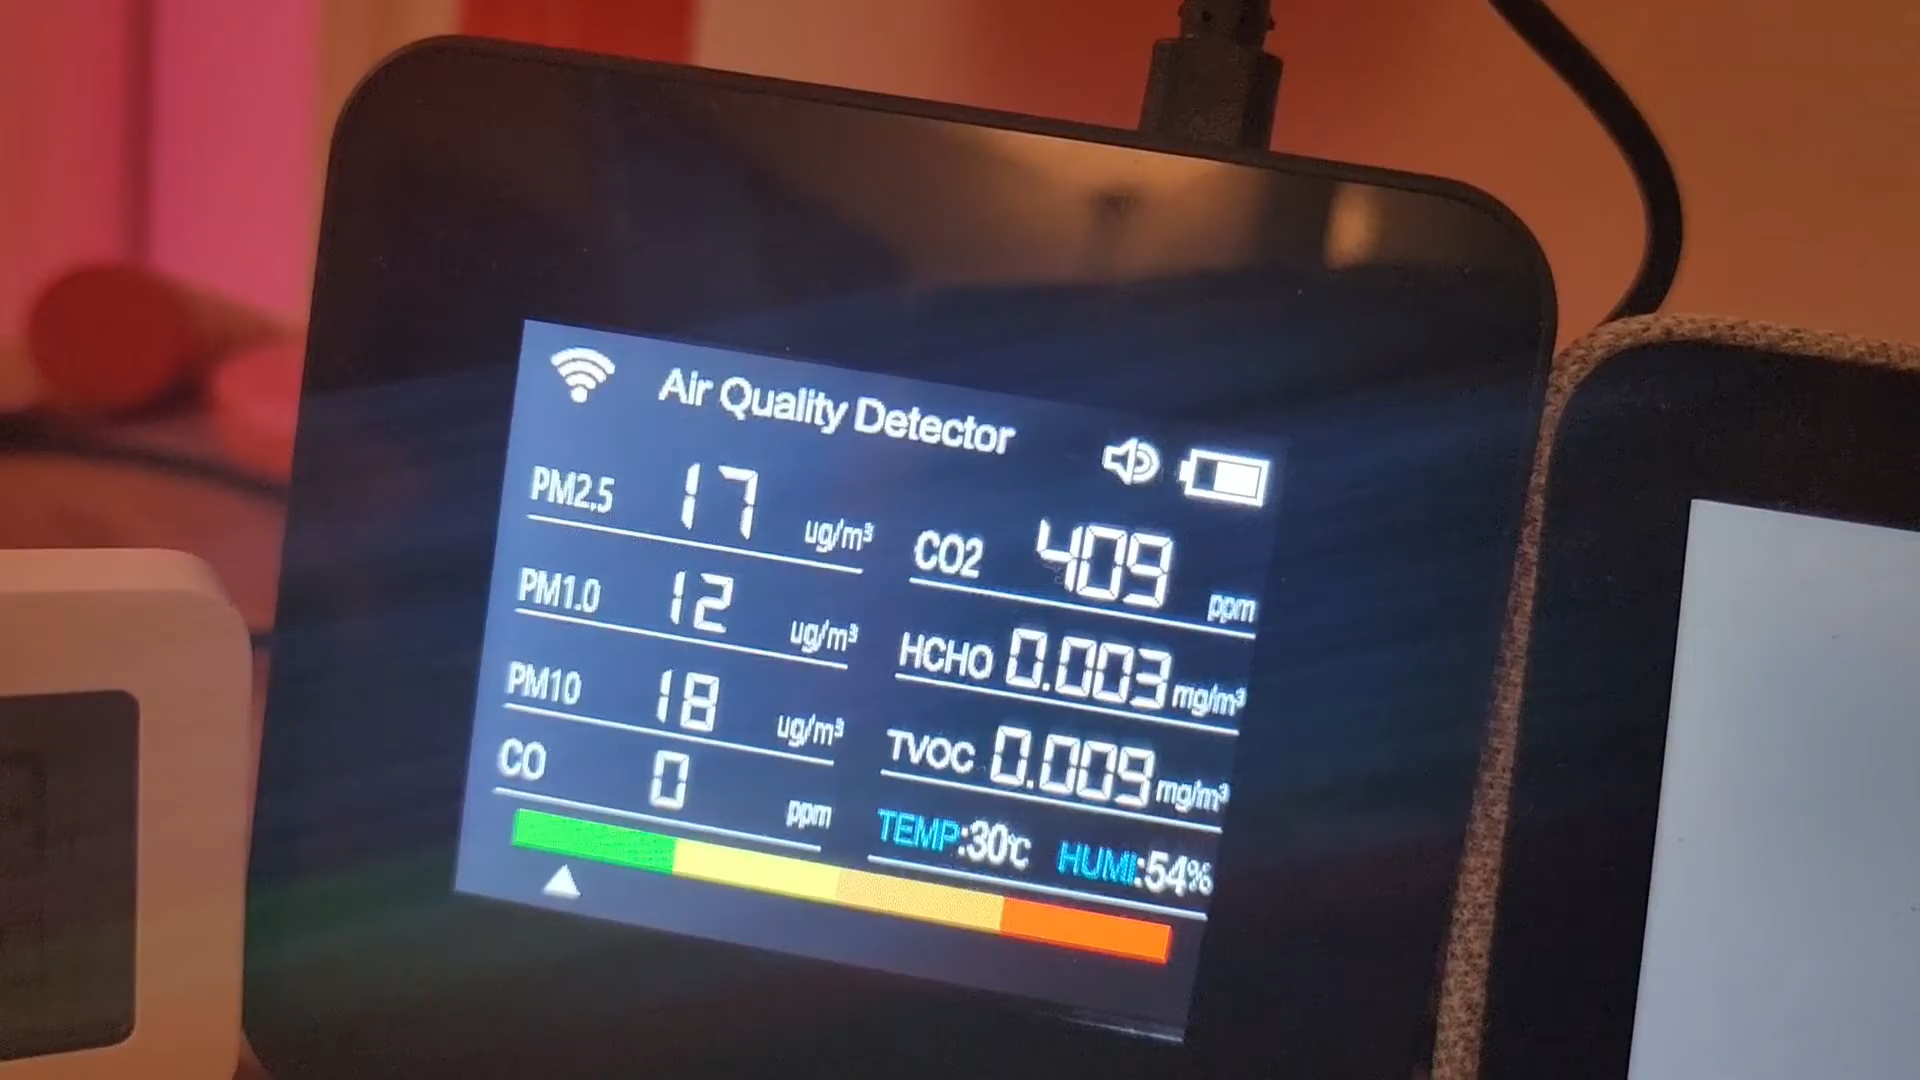 Air Quality Detector
PM2.5 17 ug/m³
PM1.0 12 ug/m³
PM10 18 ug/m³
CO 0 ppm
CO2 409 ppm
HCHO 0.003 mg/m³
TVOC 0.009 mg/m³
TEMP:30℃ HUMI:54%